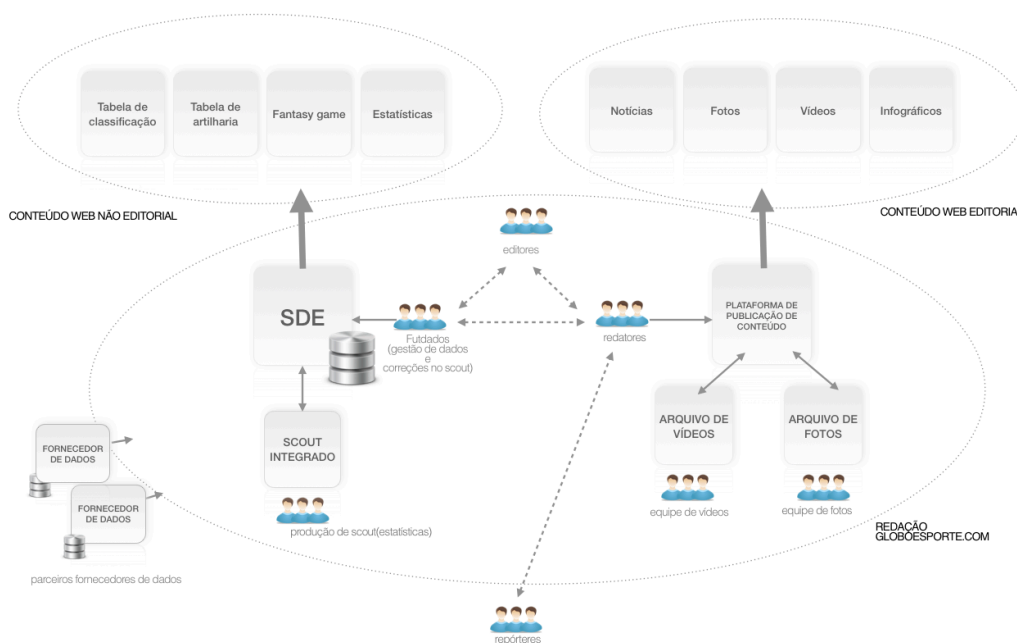 Tabela de
classificação
Tabela de
artilharia
Fantasy game
Estatísticas
Notícias
Fotos
Vídeos
Infográficos
CONTEÚDO WEB NÃO EDITORIAL
CONTEÚDO WEB EDITORIA
editores
SDE
Futdados
(gestão de dados
e
correções no scout)
redatores
PLATAFORMA DE
PUBLICAÇÃO DE
CONTEÚDO
SCOUT
INTEGRADO
produção de scout(estatísticas)
ARQUIVO DE
VÍDEOS
equipe de vídeos
ARQUIVO DE
FOTOS
equipe de fotos
FORNECEDOR
DE DADOS
FORNECEDOR
DE DADOS
parceiros fornecedores de dados
REDAÇÃO
GLOBOESPORTE.COM
repórteres